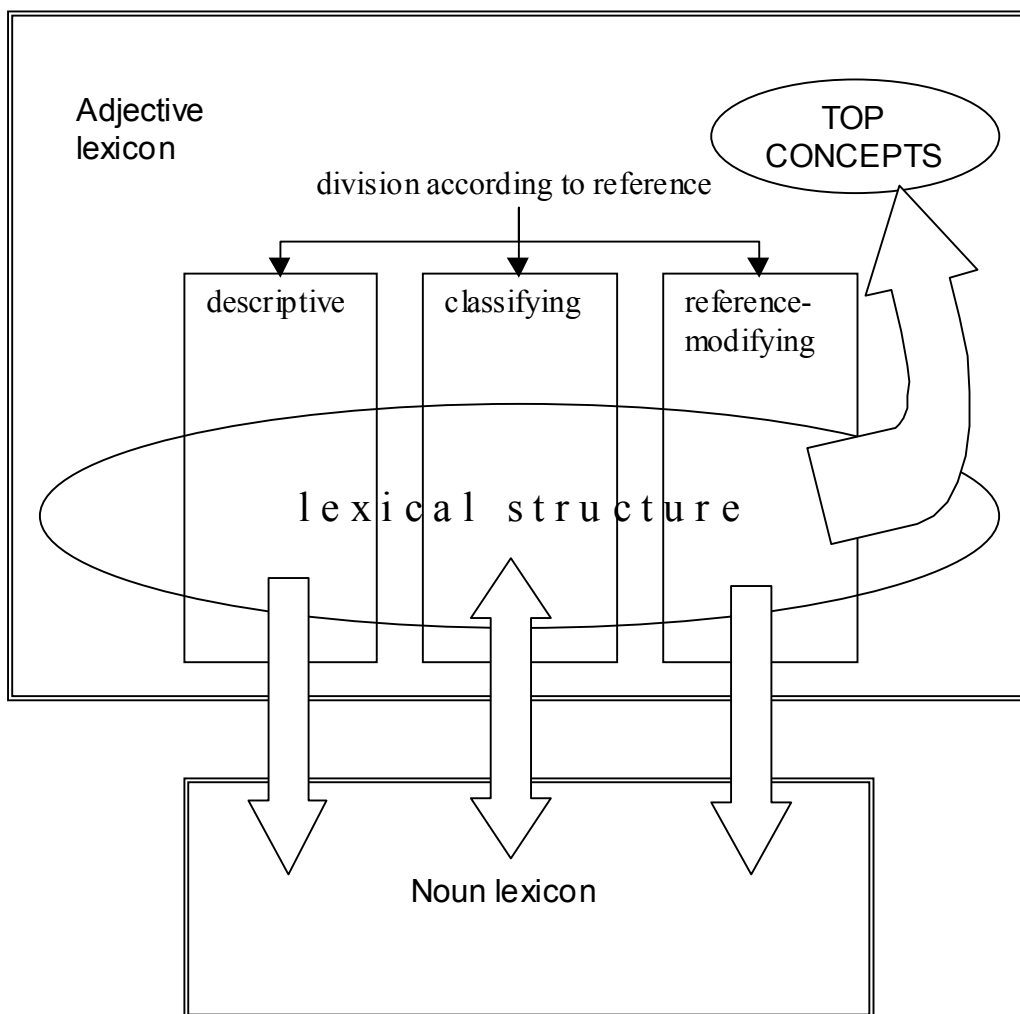 Adjective
lexicon
TOP
CONCEPTS
division according to reference
descriptive
classifying
reference-
modifying
lexical structure
Noun lexicon